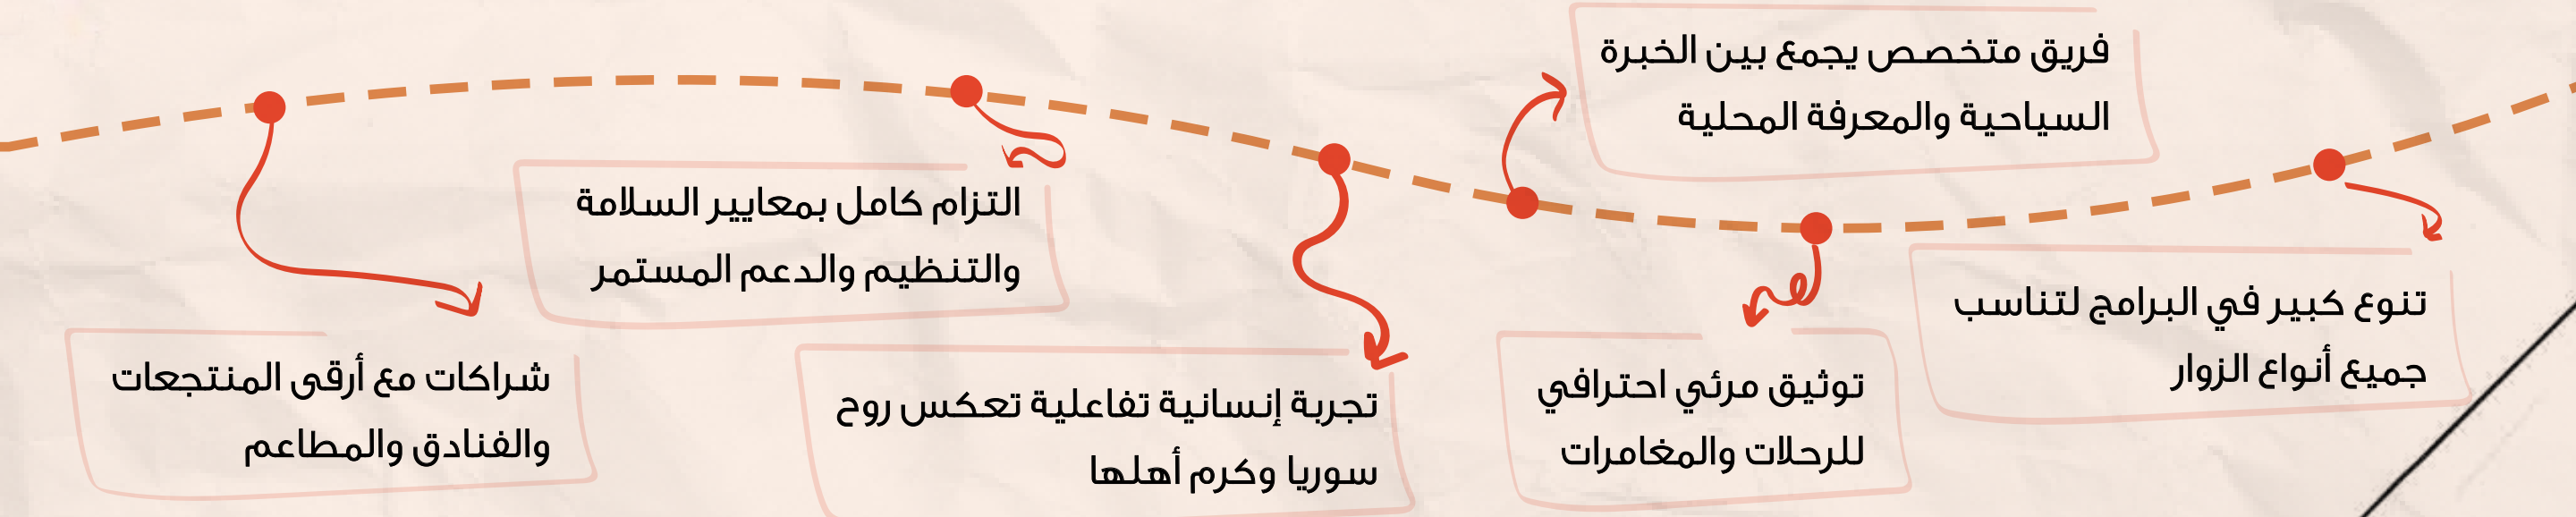 تنوع كبير في البرامج لتناسب
جميع أنواع الزوار
توثيق مرئي احترافي
للرحلات والمغامرات
فريق متخصص يجمع بين الخبرة
السياحية والمعرفة المحلية
تجربة إنسانية تفاعلية تعكس روح
سوريا وكرم أهلها
التزام كامل بمعايير السلامة
والتنظيم والدعم المستمر
شراكات مع أرقى المنتجعات
والفنادق والمطاعم